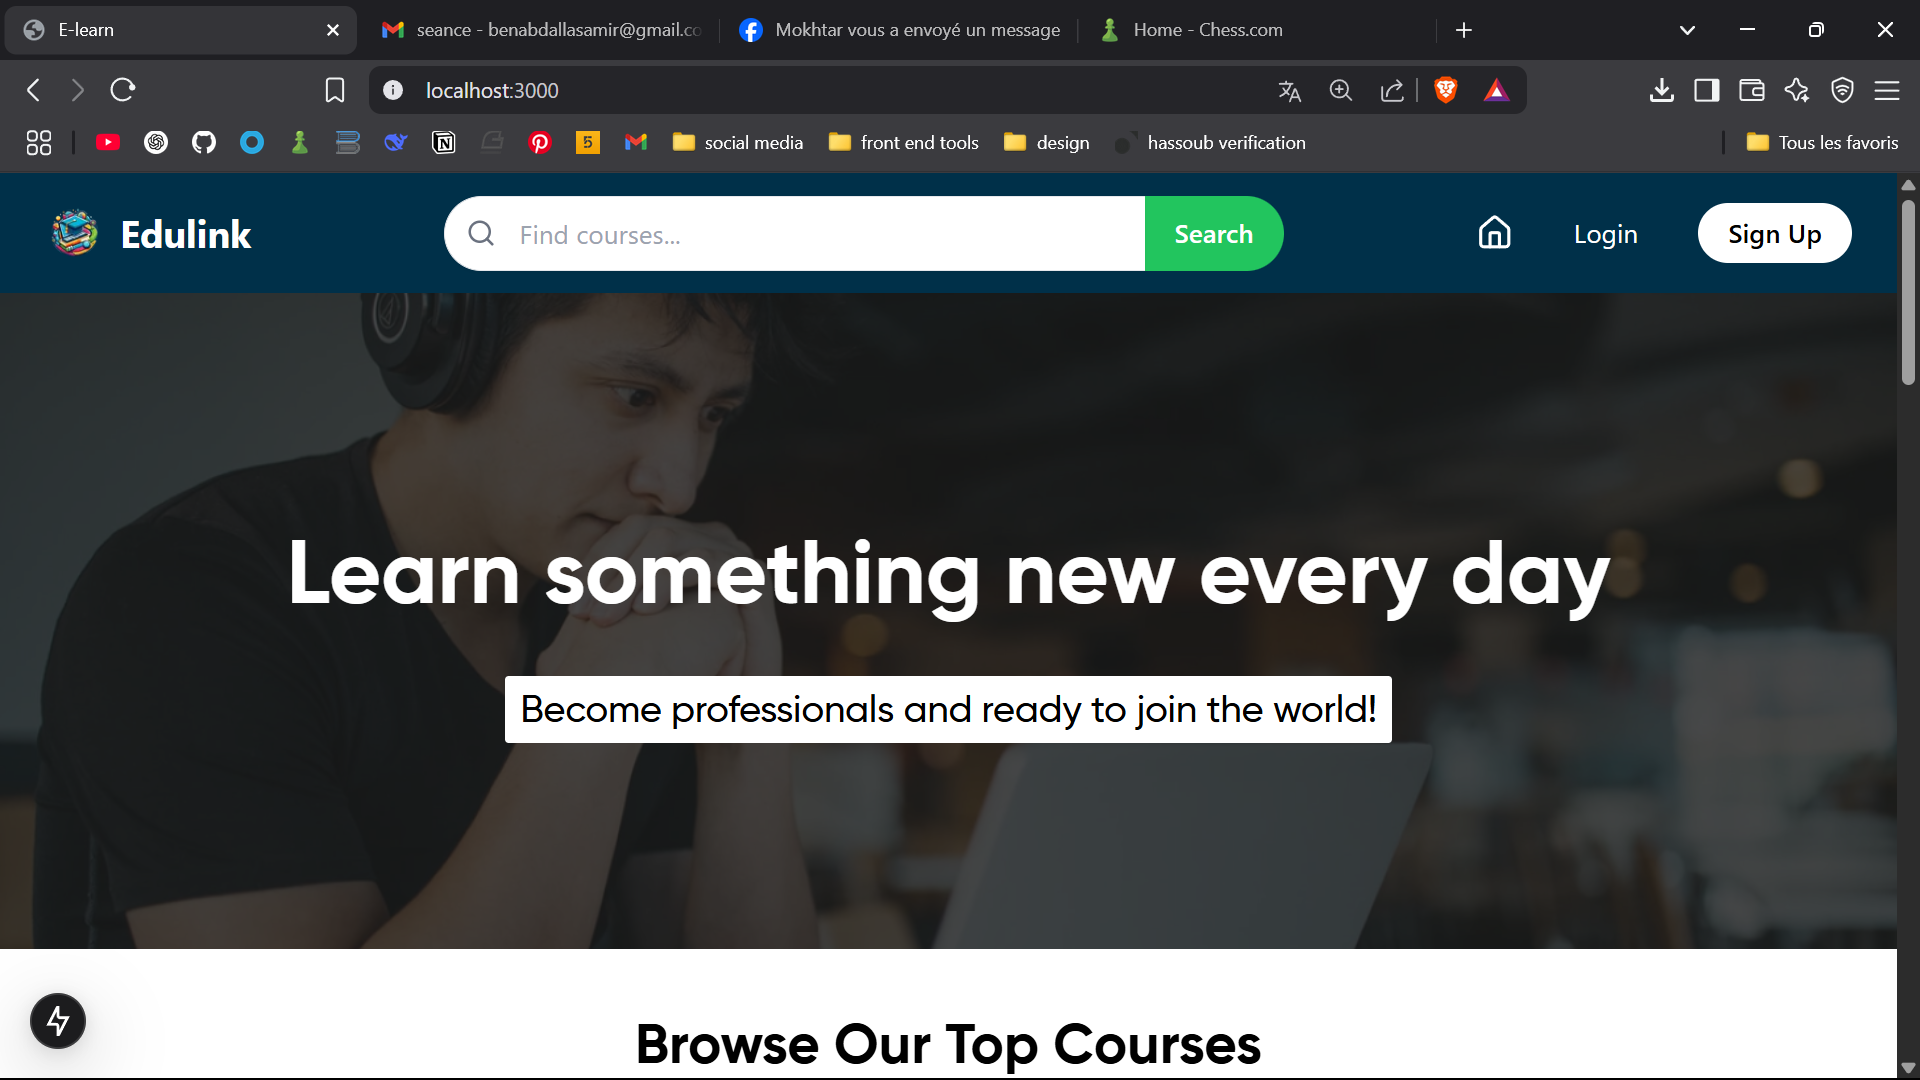 E-learn
seance - benabdallasamir@gmail.co
Mokhtar vous a envoyé un message
Home - Chess.com
localhost:3000
5
social media
front end tools
design
hassoub verification
Tous les favoris
Edulink
Find courses...
Search
Login
Sign Up
Learn something new every day
Become professionals and ready to join the world!
Browse Our Top Courses